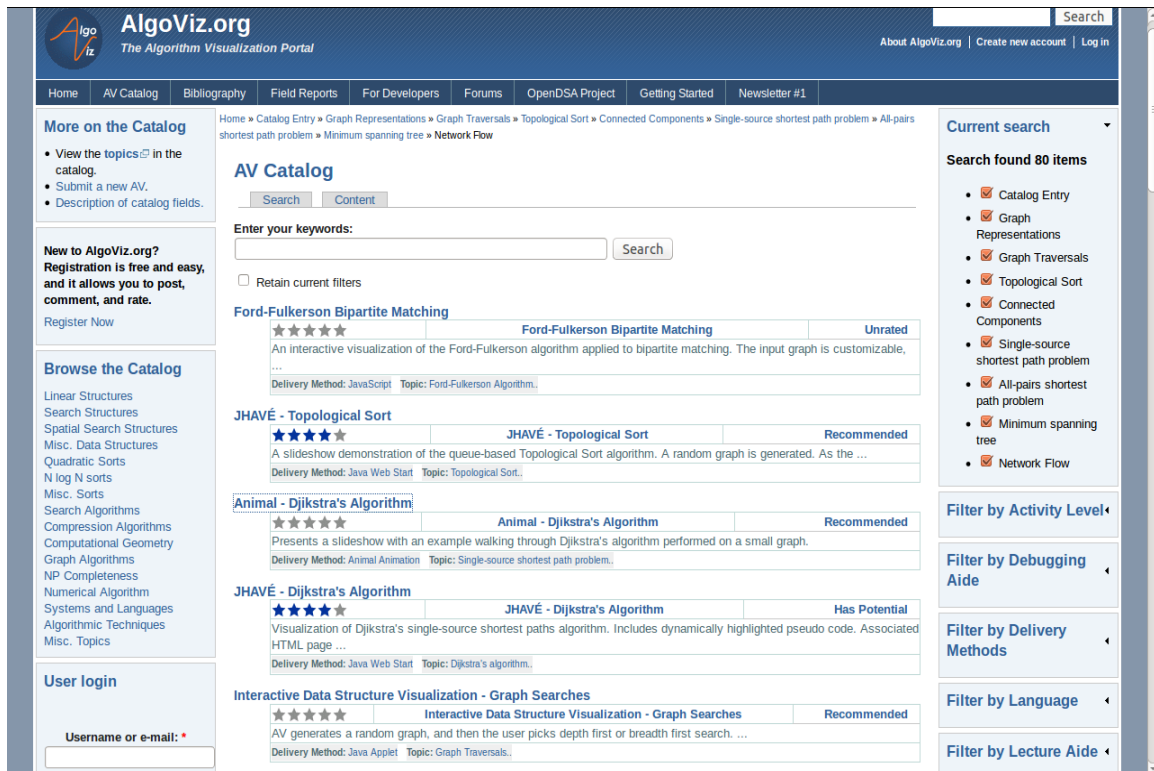 Algo
Viz
AlgoViz.org
The Algorithm Visualization Portal
Search
About AlgoViz.org | Create new account | Log in
Home AV Catalog Bibliography Field Reports For Developers Forums OpenDSA Project Getting Started Newsletter #1
More on the Catalog
• View the topics in the
catalog.
• Submit a new AV.
• Description of catalog fields.
New to AlgoViz.org?
Registration is free and easy,
and it allows you to post,
comment, and rate.
Register Now
Browse the Catalog
Linear Structures
Search Structures
Spatial Search Structures
Misc. Data Structures
Quadratic Sorts
N log N sorts
Misc. Sorts
Search Algorithms
Compression Algorithms
Computational Geometry
Graph Algorithms
NP Completeness
Numerical Algorithm
Systems and Languages
Algorithmic Techniques
Misc. Topics
User login
Username or e-mail: *
Home » Catalog Entry » Graph Representations » Graph Traversals » Topological Sort » Connected Components » Single-source shortest path problem » All-pairs
shortest path problem » Minimum spanning tree » Network Flow
AV Catalog
Search Content
Enter your keywords:
Search
Retain current filters
Ford-Fulkerson Bipartite Matching
Ford-Fulkerson Bipartite Matching Unrated
An interactive visualization of the Ford-Fulkerson algorithm applied to bipartite matching. The input graph is customizable,
...
Delivery Method: JavaScript Topic: Ford-Fulkerson Algorithm..
JHAVÉ - Topological Sort
JHAVÉ - Topological Sort Recommended
A slideshow demonstration of the queue-based Topological Sort algorithm. A random graph is generated. As the ...
Delivery Method: Java Web Start Topic: Topological Sort..
Animal - Djikstra's Algorithm
Animal - Djikstra's Algorithm Recommended
Presents a slideshow with an example walking through Djikstra's algorithm performed on a small graph.
Delivery Method: Animal Animation Topic: Single-source shortest path problem..
JHAVÉ - Dijkstra's Algorithm
JHAVÉ - Dijkstra's Algorithm Has Potential
Visualization of Djikstra's single-source shortest paths algorithm. Includes dynamically highlighted pseudo code. Associated
HTML page ...
Delivery Method: Java Web Start Topic: Dijkstra's algorithm..
Interactive Data Structure Visualization - Graph Searches
Interactive Data Structure Visualization - Graph Searches Recommended
AV generates a random graph, and then the user picks depth first or breadth first search. ...
Delivery Method: Java Applet Topic: Graph Traversals..
Current search
Search found 80 items
• Catalog Entry
• Graph
Representations
• Graph Traversals
• Topological Sort
• Connected
Components
• Single-source
shortest path problem
• All-pairs shortest
path problem
• Minimum spanning
tree
• Network Flow
Filter by Activity Level
Filter by Debugging
Aide
Filter by Delivery
Methods
Filter by Language
Filter by Lecture Aide